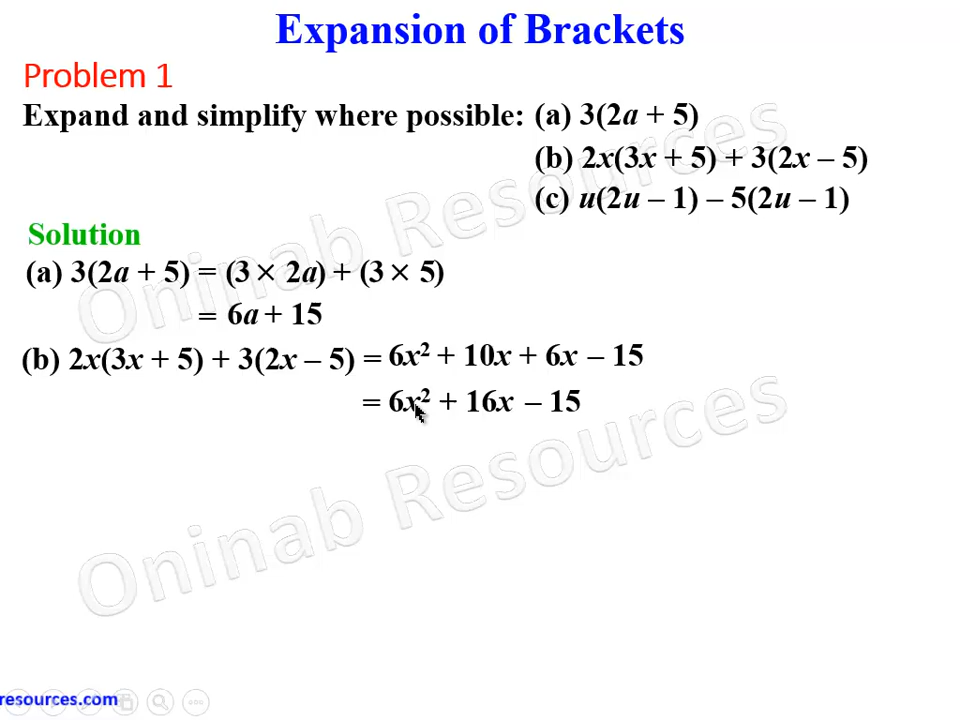 Expansion of Brackets
Problem 1
Expand and simplify where possible: (a) 3(2a + 5)
(b) 2x(3x + 5) + 3(2x – 5)
(c) u(2u – 1) – 5(2u – 1)
Solution
(a) 3(2a + 5) = (3 × 2a) + (3 × 5)
= 6a + 15
(b) 2x(3x + 5) + 3(2x – 5) = 6x² + 10x + 6x – 15
= 6x² + 16x – 15
Oninab Resources
Oninab Resources
resources.com